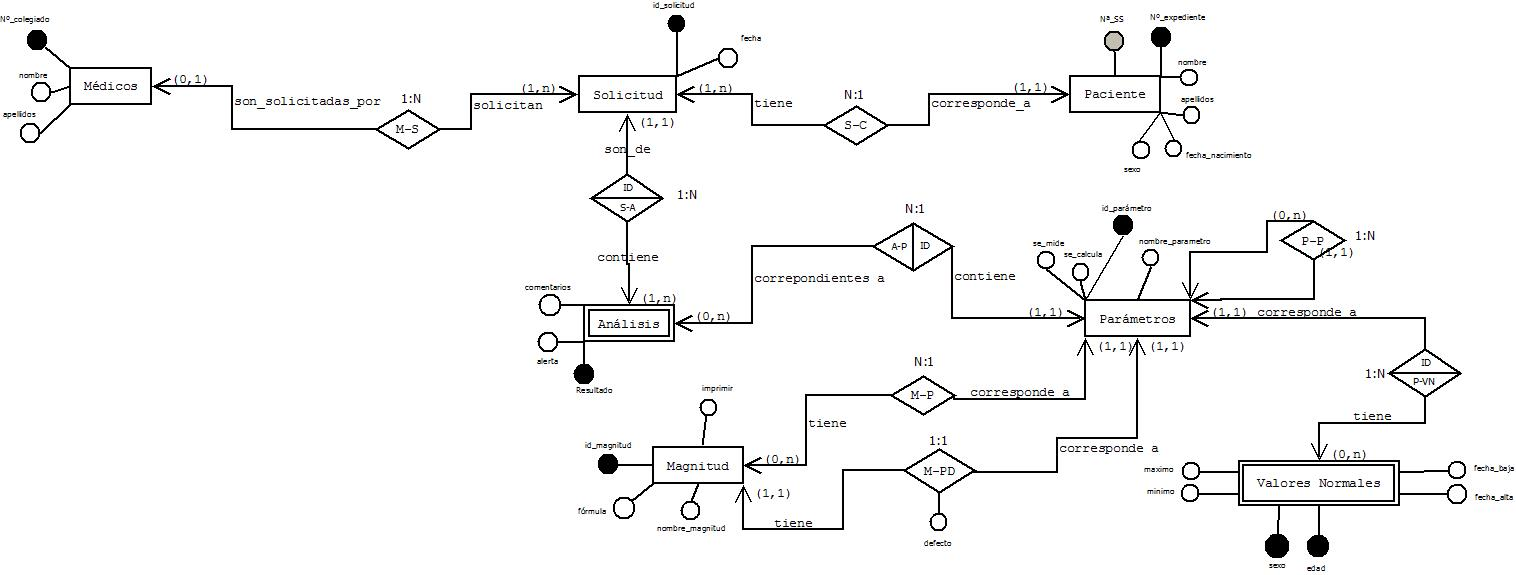 id_solicitud
Nº_colegiado
Nª_SS
Nº_expediente
fecha
nombre
Médicos
(0,1)
son_solicitadas_por
1:N
M-S
(1,n)
solicitan
Solicitud
(1,n)
tiene
N:1
S-C
(1,1)
corresponde_a
Paciente
nombre
apellidos
apellidos
sexo
fecha_nacimiento
(1,1)
son_de
ID
S-A
1:N
contiene
(1,n)
comentarios
Análisis
alerta
Resultado
(0,n)
correpondientes a
N:1
A-P
ID
contiene
(1,1)
id_parámetro
se_mide
se_calcula
nombre_parametro
Parámetros
(0,n)
P-P
1:N
(1,1)
(1,1)
corresponde a
(1,1)
(1,1)
ID
P-VN
1:N
tiene
(0,n)
N:1
M-P
corresponde a
tiene
(0,n)
imprimir
id_magnitud
Magnitud
fórmula
nombre_magnitud
(1,1)
tiene
1:1
M-PD
corresponde a
defecto
maximo
minimo
Valores Normales
fecha_baja
fecha_alta
sexo
edad